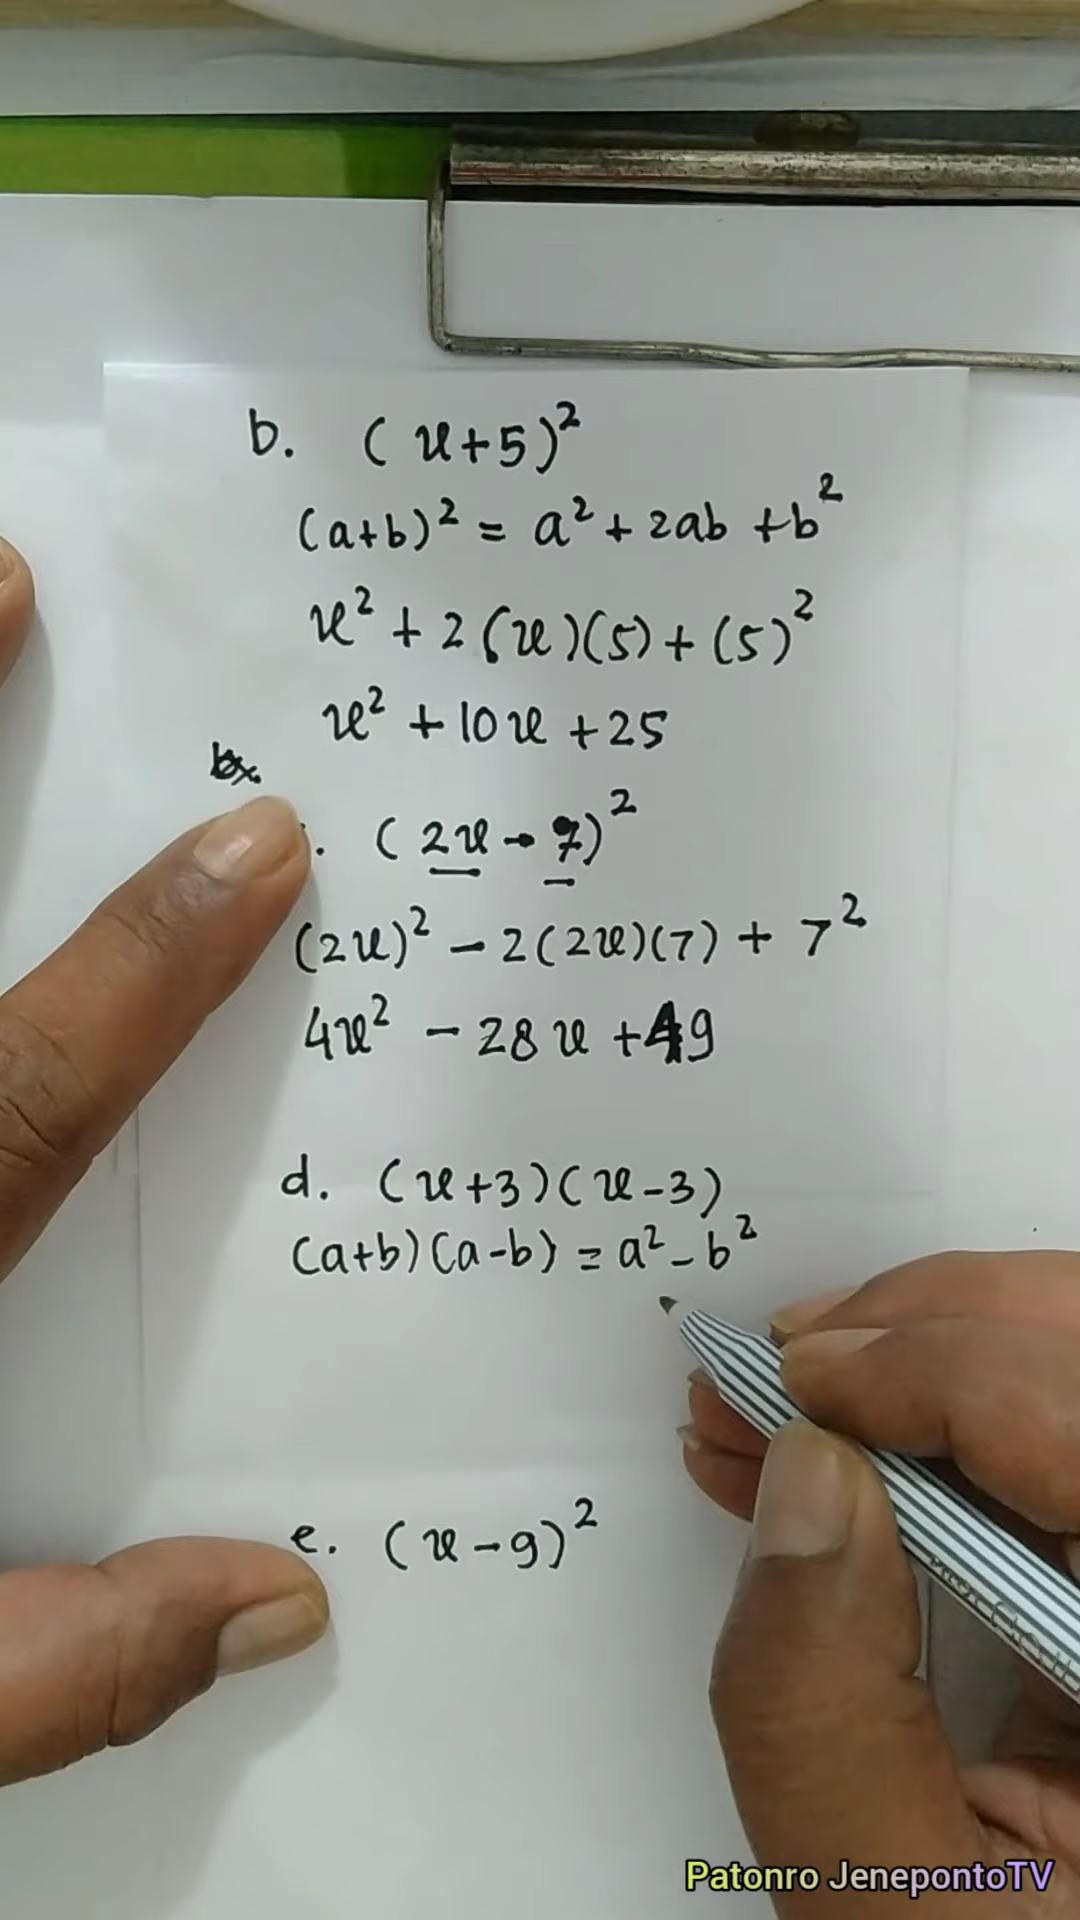 b. (x+5)²
(a+b)² = a² + 2ab + b²
x² + 2(x)(5) + (5)²
x² + 10x + 25
. (2x - 7)²
(2x)² - 2(2x)(7) + 7²
4x² - 28x + 49
d. (x+3)(x-3)
(a+b)(a-b) = a² - b²
e. (x-9)²
Patonro JenepontoTV